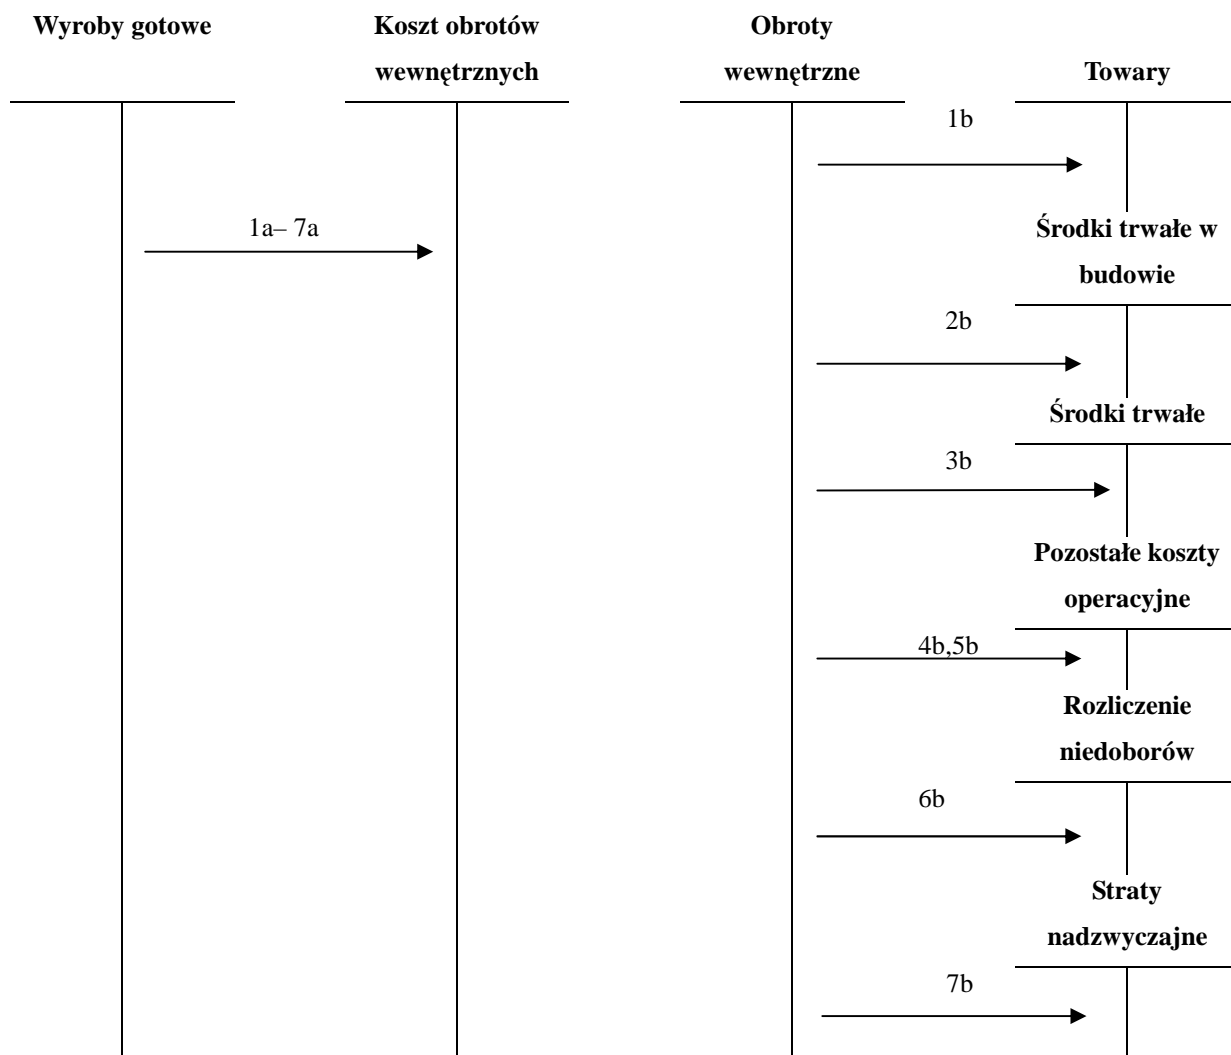 Wyroby gotowe
Koszt obrotów
wewnętrznych
Obroty
wewnętrzne
Towary
1b
1a– 7a
Środki trwałe w
budowie
2b
Środki trwałe
3b
Pozostałe koszty
operacyjne
4b,5b
Rozliczenie
niedoborów
6b
Straty
nadzwyczajne
7b